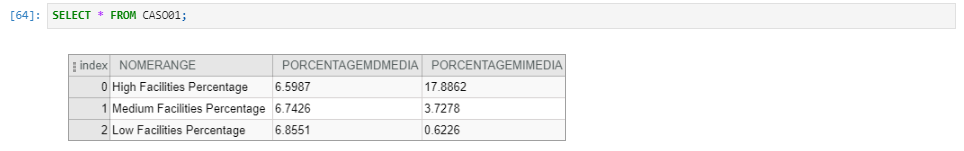 [64]: SELECT * FROM CASO01;
index NOMERANGE PORCENTAGEMDMEDIA PORCENTAGEMIMEDIA
0 High Facilities Percentage 6.5987 17.8862
1 Medium Facilities Percentage 6.7426 3.7278
2 Low Facilities Percentage 6.8551 0.6226